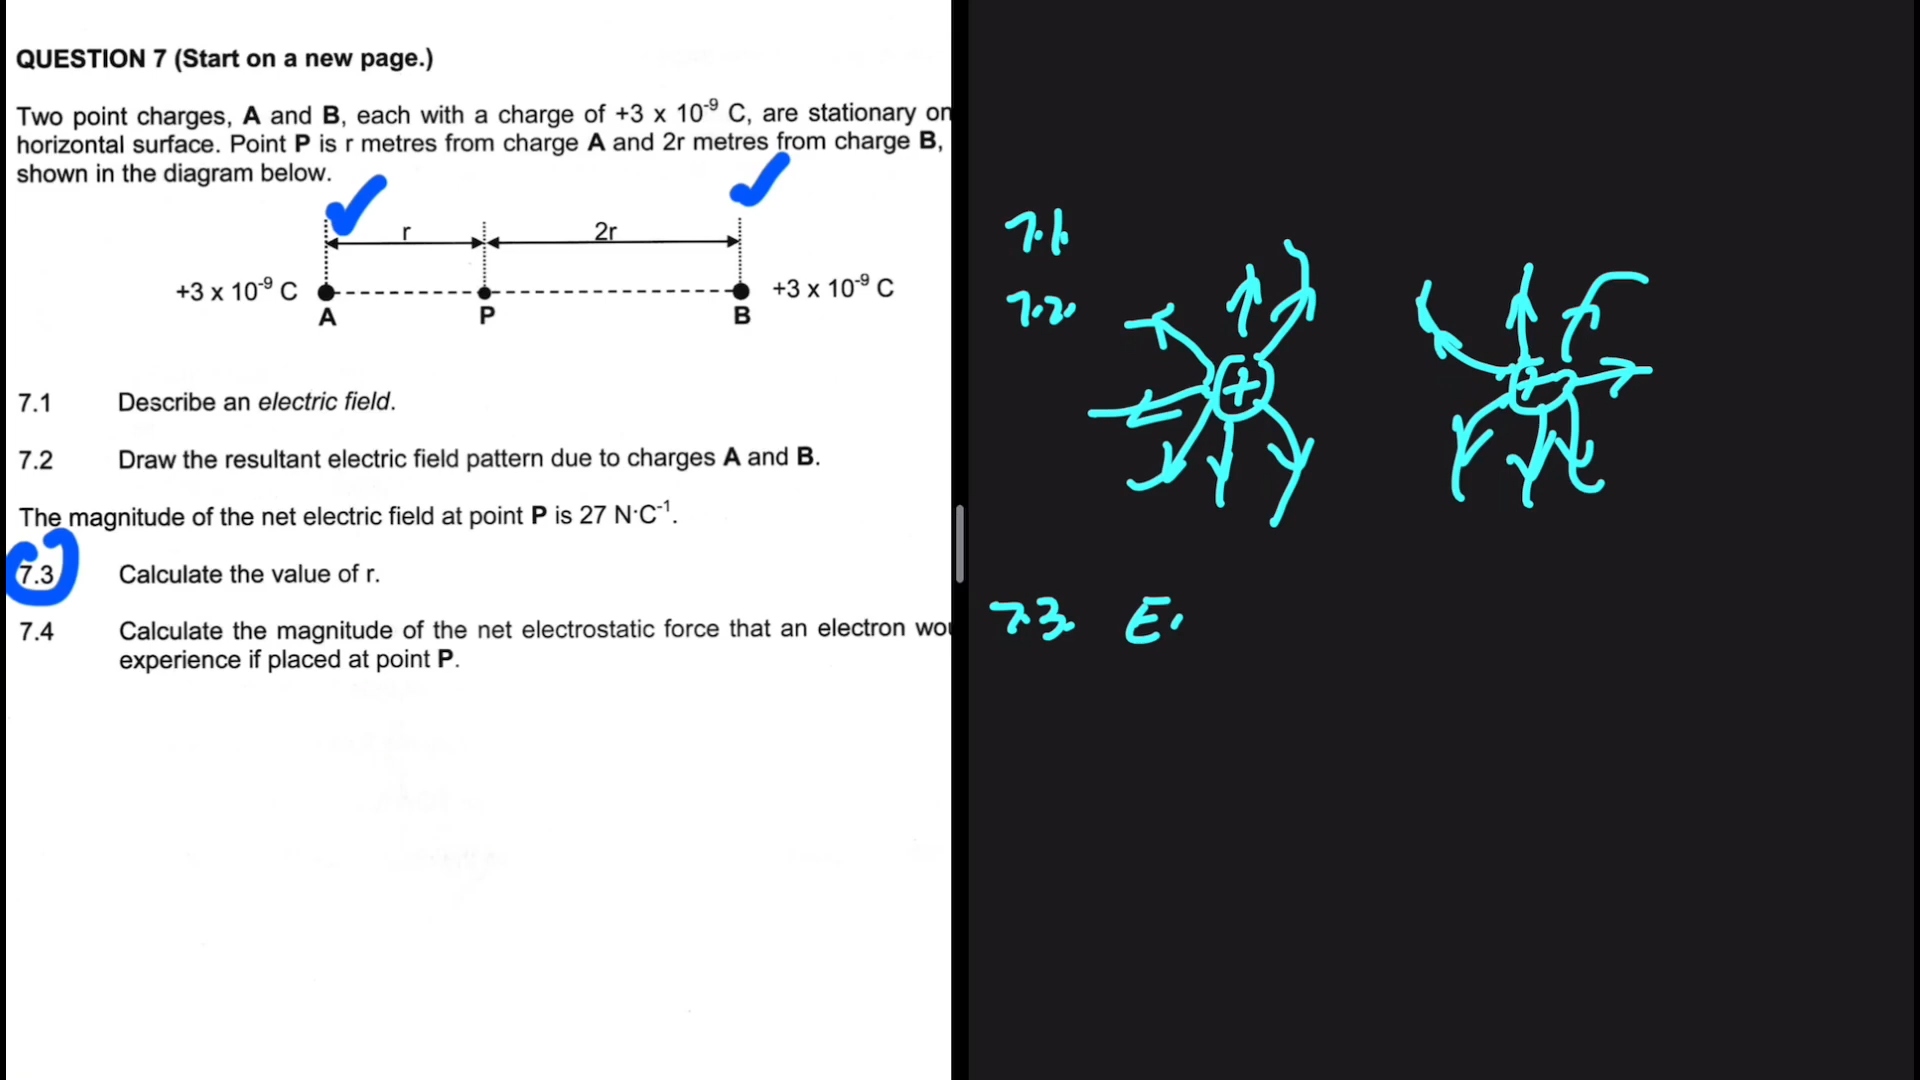 QUESTION 7 (Start on a new page.)
Two point charges, A and B, each with a charge of +3 x 10⁻⁹ C, are stationary on
horizontal surface. Point P is r metres from charge A and 2r metres from charge B,
shown in the diagram below.
r
2r
+3 x 10⁻⁹ C
+3 x 10⁻⁹ C
A
P
B
7.1 Describe an electric field.
7.2 Draw the resultant electric field pattern due to charges A and B.
The magnitude of the net electric field at point P is 27 N·C⁻¹.
7.3 Calculate the value of r.
7.4 Calculate the magnitude of the net electrostatic force that an electron wou
experience if placed at point P.
7.1.
7.2.
+
+
7.3. E